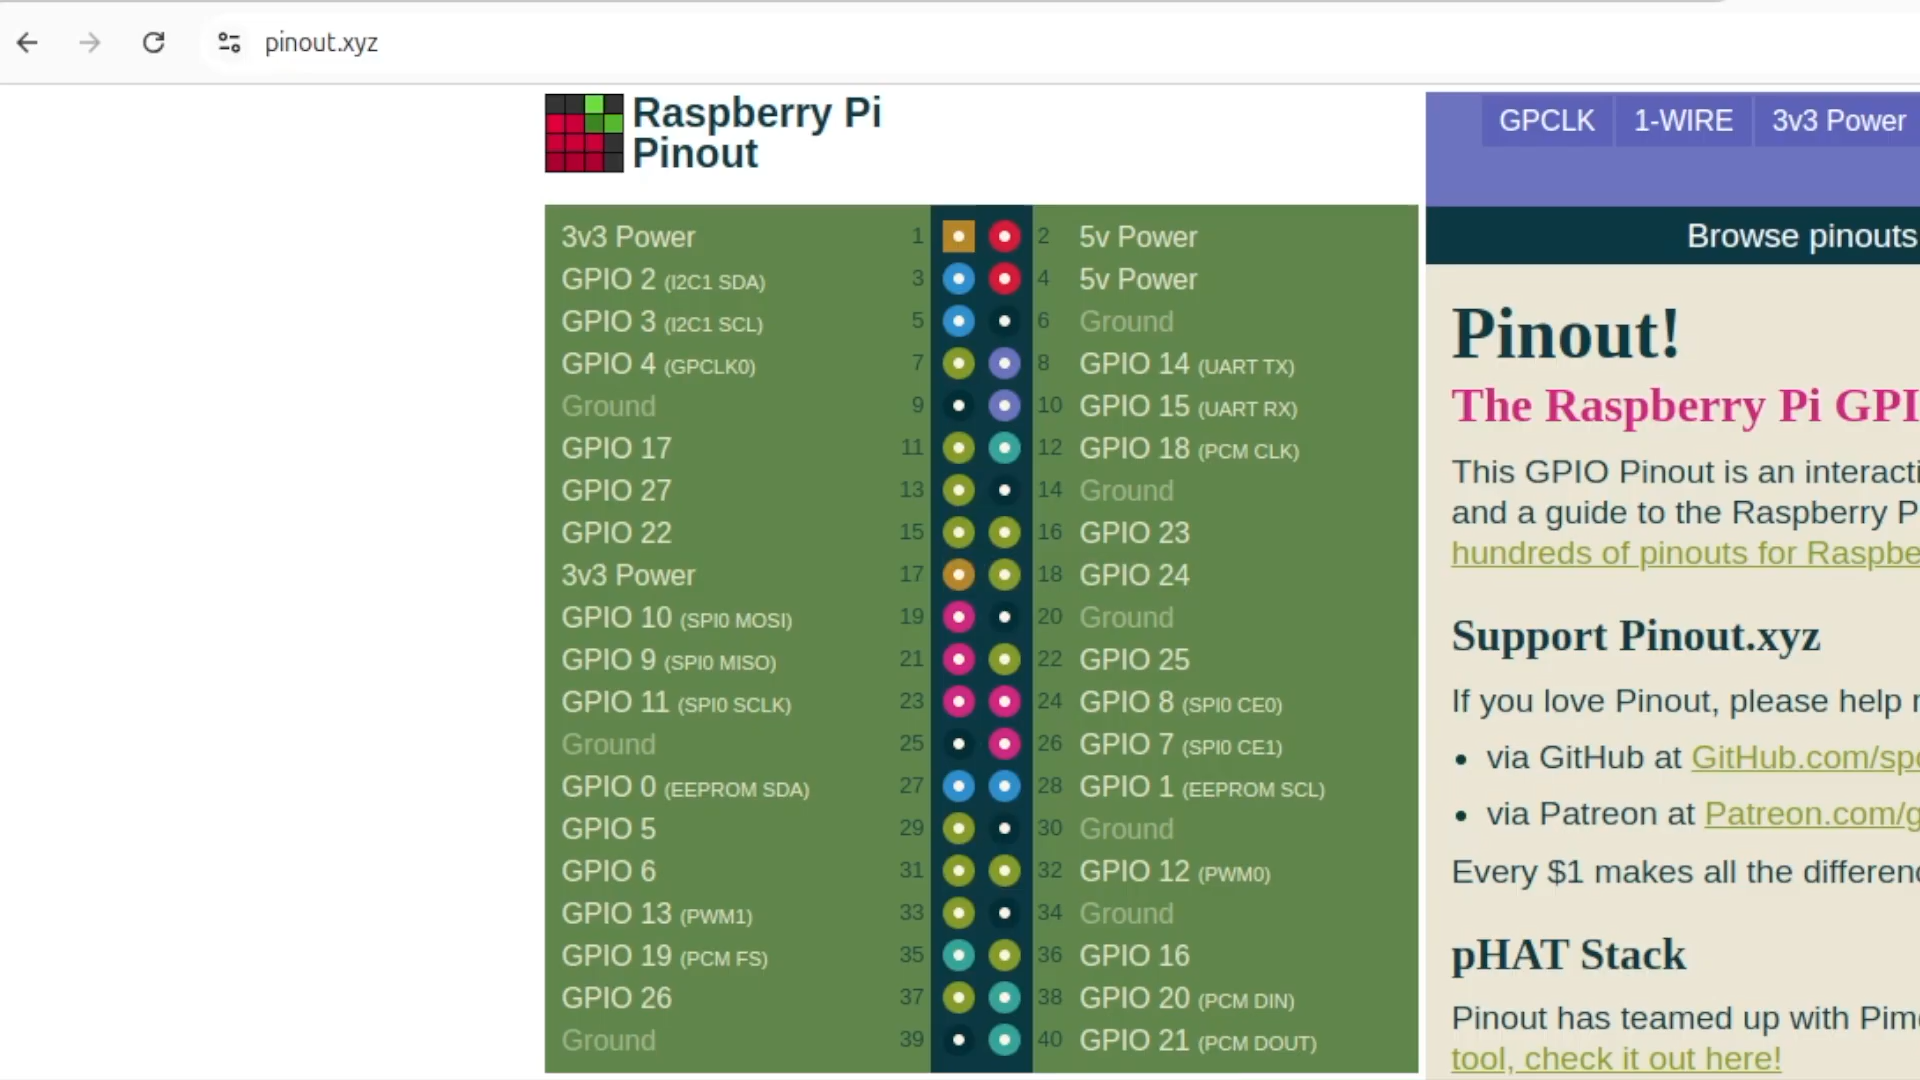 pinout.xyz
Raspberry Pi
Pinout
3v3 Power 1 2 5v Power
GPIO 2 (I2C1 SDA) 3 4 5v Power
GPIO 3 (I2C1 SCL) 5 6 Ground
GPIO 4 (GPCLK0) 7 8 GPIO 14 (UART TX)
Ground 9 10 GPIO 15 (UART RX)
GPIO 17 11 12 GPIO 18 (PCM CLK)
GPIO 27 13 14 Ground
GPIO 22 15 16 GPIO 23
3v3 Power 17 18 GPIO 24
GPIO 10 (SPI0 MOSI) 19 20 Ground
GPIO 9 (SPI0 MISO) 21 22 GPIO 25
GPIO 11 (SPI0 SCLK) 23 24 GPIO 8 (SPI0 CE0)
Ground 25 26 GPIO 7 (SPI0 CE1)
GPIO 0 (EEPROM SDA) 27 28 GPIO 1 (EEPROM SCL)
GPIO 5 29 30 Ground
GPIO 6 31 32 GPIO 12 (PWM0)
GPIO 13 (PWM1) 33 34 Ground
GPIO 19 (PCM FS) 35 36 GPIO 16
GPIO 26 37 38 GPIO 20 (PCM DIN)
Ground 39 40 GPIO 21 (PCM DOUT)
GPCLK 1-WIRE 3v3 Power
Browse pinouts
Pinout!
The Raspberry Pi GPI
This GPIO Pinout is an interacti
and a guide to the Raspberry P
hundreds of pinouts for Raspbe
Support Pinout.xyz
If you love Pinout, please help
• via GitHub at GitHub.com/sp
• via Patreon at Patreon.com/g
Every $1 makes all the differen
pHAT Stack
Pinout has teamed up with Pim
tool, check it out here!